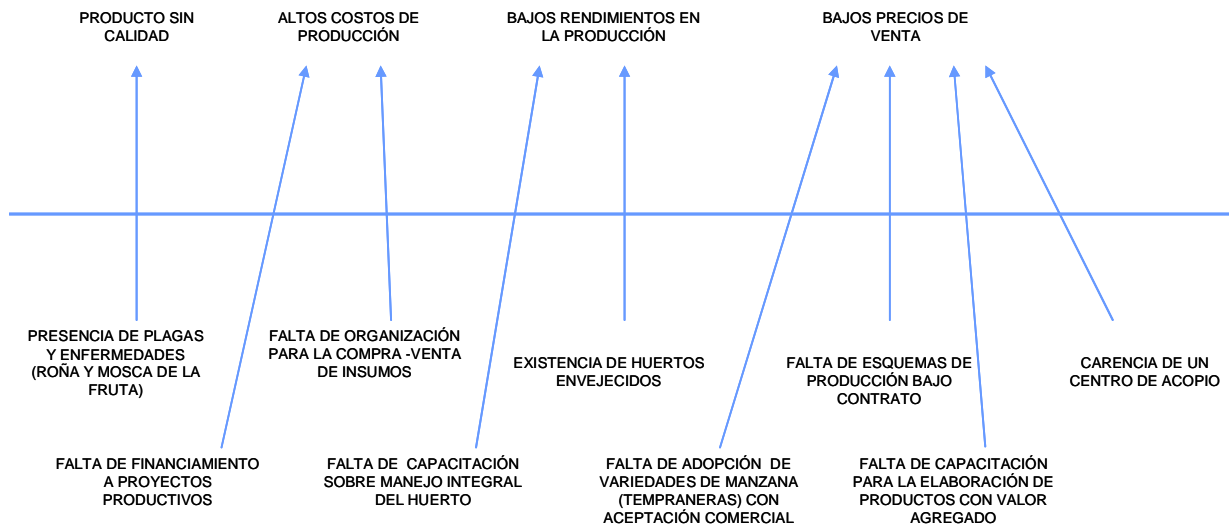 PRODUCTO SIN
CALIDAD
ALTOS COSTOS DE
PRODUCCIÓN
BAJOS RENDIMIENTOS EN
LA PRODUCCIÓN
BAJOS PRECIOS DE
VENTA
PRESENCIA DE PLAGAS
Y ENFERMEDADES
(ROÑA Y MOSCA DE LA
FRUTA)
FALTA DE ORGANIZACIÓN
PARA LA COMPRA -VENTA
DE INSUMOS
EXISTENCIA DE HUERTOS
ENVEJECIDOS
FALTA DE ESQUEMAS DE
PRODUCCIÓN BAJO
CONTRATO
CARENCIA DE UN
CENTRO DE ACOPIO
FALTA DE FINANCIAMIENTO
A PROYECTOS
PRODUCTIVOS
FALTA DE CAPACITACIÓN
SOBRE MANEJO INTEGRAL
DEL HUERTO
FALTA DE ADOPCIÓN DE
VARIEDADES DE MANZANA
(TEMPRANERAS) CON
ACEPTACIÓN COMERCIAL
FALTA DE CAPACITACIÓN
PARA LA ELABORACIÓN DE
PRODUCTOS CON VALOR
AGREGADO